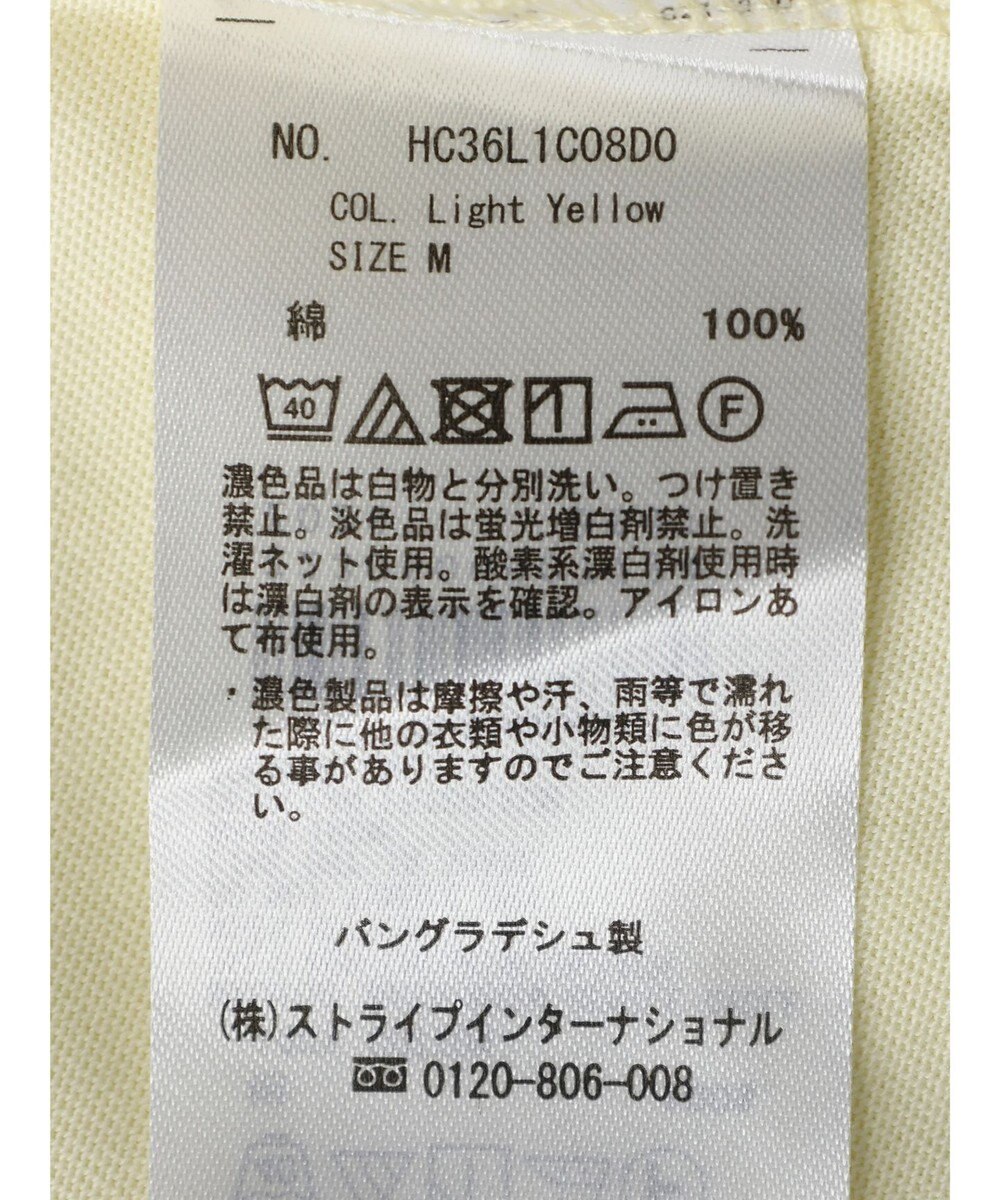 NO. HC36L1C08D0
COL. Light Yellow
SIZE M
綿 100%
40 F
濃色品は白物と分別洗い。つけ置き
禁止。淡色品は蛍光増白剤禁止。洗
濯ネット使用。酸素系漂白剤使用時
は漂白剤の表示を確認。アイロンあ
て布使用。
・濃色製品は摩擦や汗、雨等で濡れ
た際に他の衣類や小物類に色が移
る事がありますのでご注意くださ
い。
バングラデシュ製
(株)ストライプインターナショナル
0120-806-008